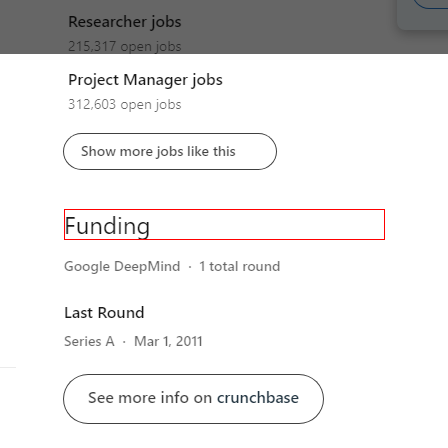 Researcher jobs
215,317 open jobs
Project Manager jobs
312,603 open jobs
Show more jobs like this
Funding
Google DeepMind · 1 total round
Last Round
Series A · Mar 1, 2011
See more info on crunchbase